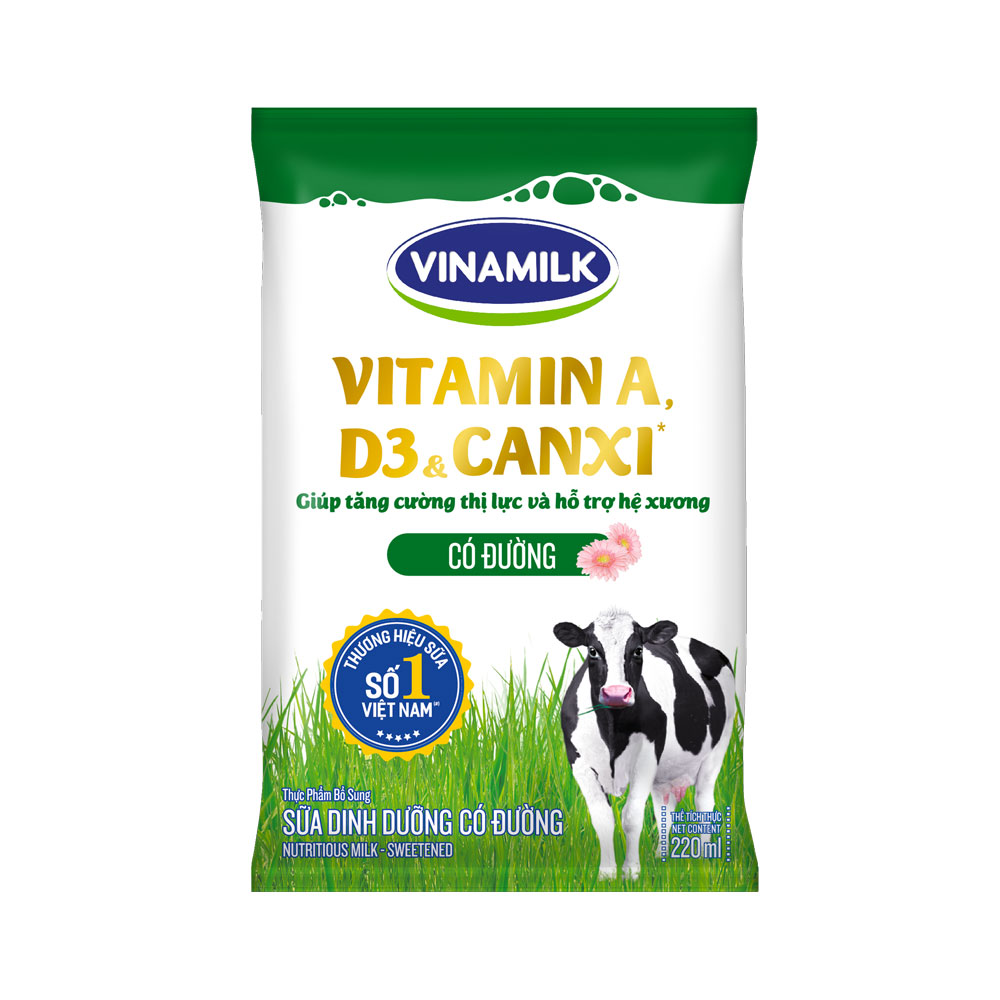 VINAMILK
VITAMIN A,
D3 & CANXI*
Giúp tăng cường thị lực và hỗ trợ hệ xương
CÓ ĐƯỜNG
THƯƠNG HIỆU SỮA
SỐ 1
VIỆT NAM
Thực Phẩm Bổ Sung
SỮA DINH DƯỠNG CÓ ĐƯỜNG
NUTRITIOUS MILK - SWEETENED
THỂ TÍCH THỰC
NET CONTENT
220 ml